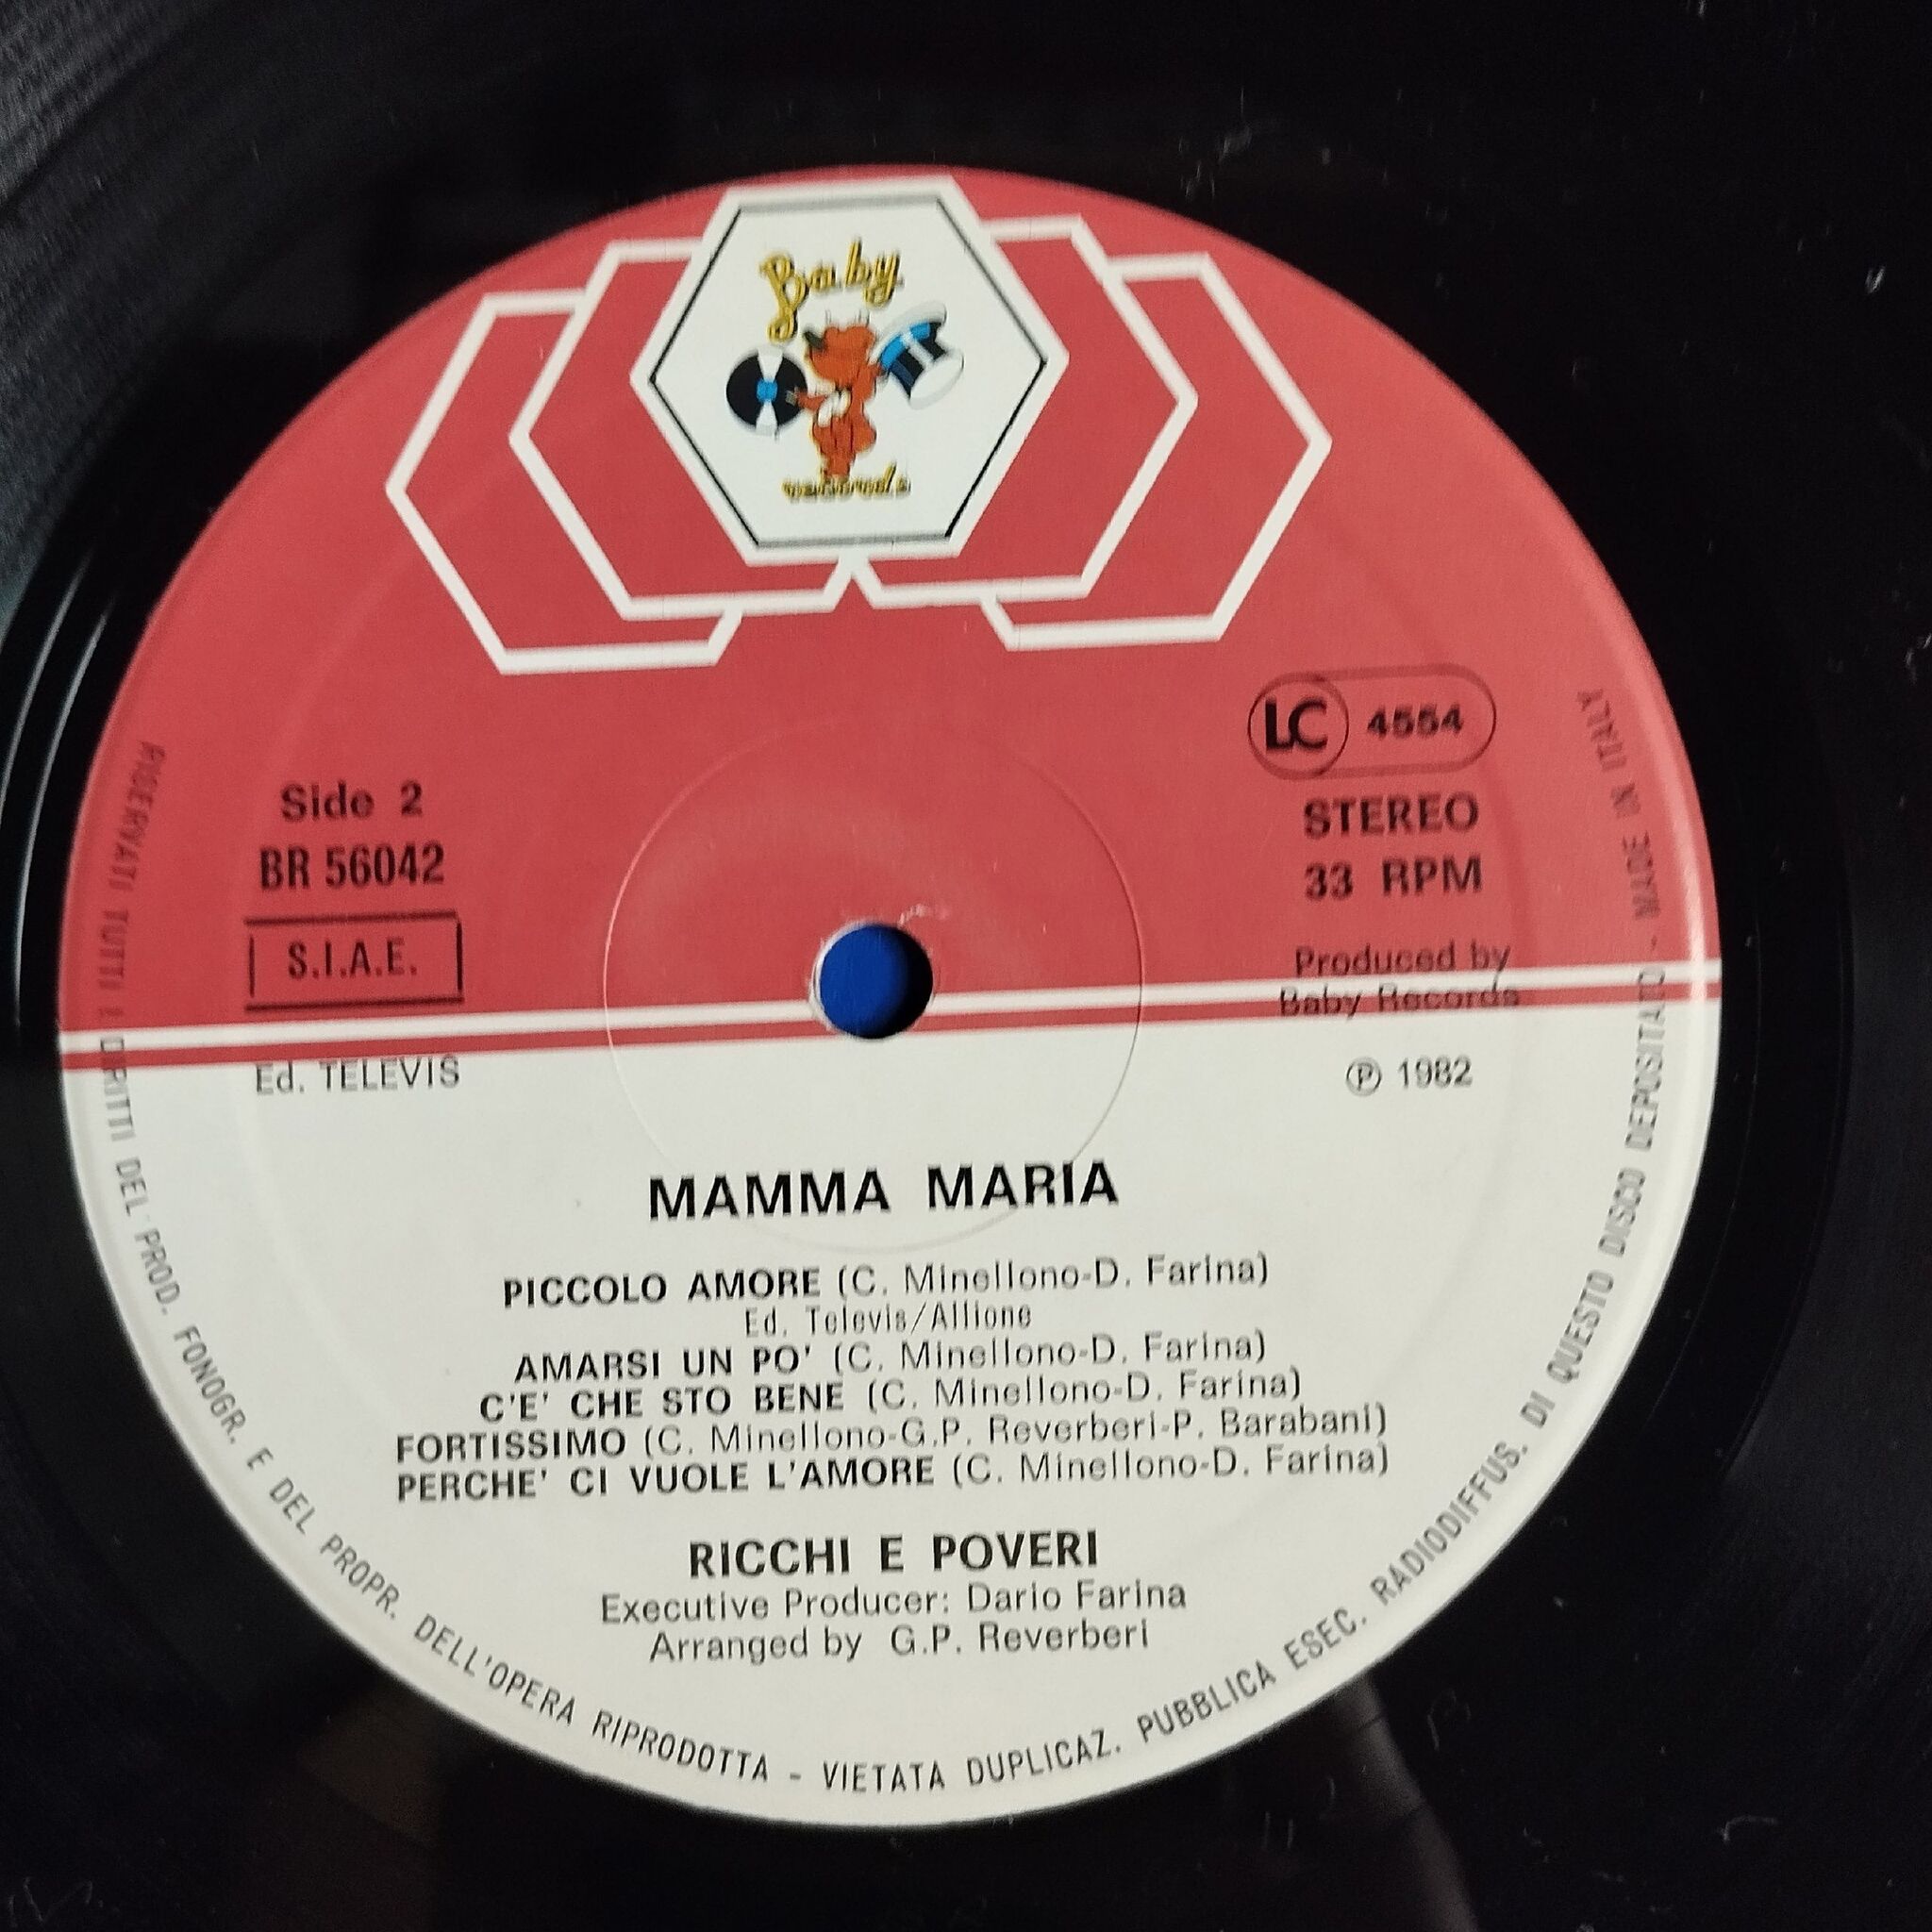 Baby
records
LC 4554
Side 2
BR 56042
S.I.A.E.
STEREO
33 RPM
Produced by
Baby Records
Ed. TELEVIS
℗ 1982
MAMMA MARIA
PICCOLO AMORE (C. Minellono-D. Farina)
Ed. Televis/Allione
AMARSI UN PO' (C. Minellono-D. Farina)
C'E' CHE STO BENE (C. Minellono-D. Farina)
FORTISSIMO (C. Minellono-G.P. Reverberi-P. Barabani)
PERCHE' CI VUOLE L'AMORE (C. Minellono-D. Farina)
RICCHI E POVERI
Executive Producer: Dario Farina
Arranged by G.P. Reverberi
RISERVATI TUTTI I DIRITTI DEL PROD. FONOGR. E DEL PROPR. DELL'OPERA RIPRODOTTA - VIETATA DUPLICAZ. PUBBLICA ESEC. RADIODIFFUS. DI QUESTO DISCO DEPOSITATO - MADE IN ITALY